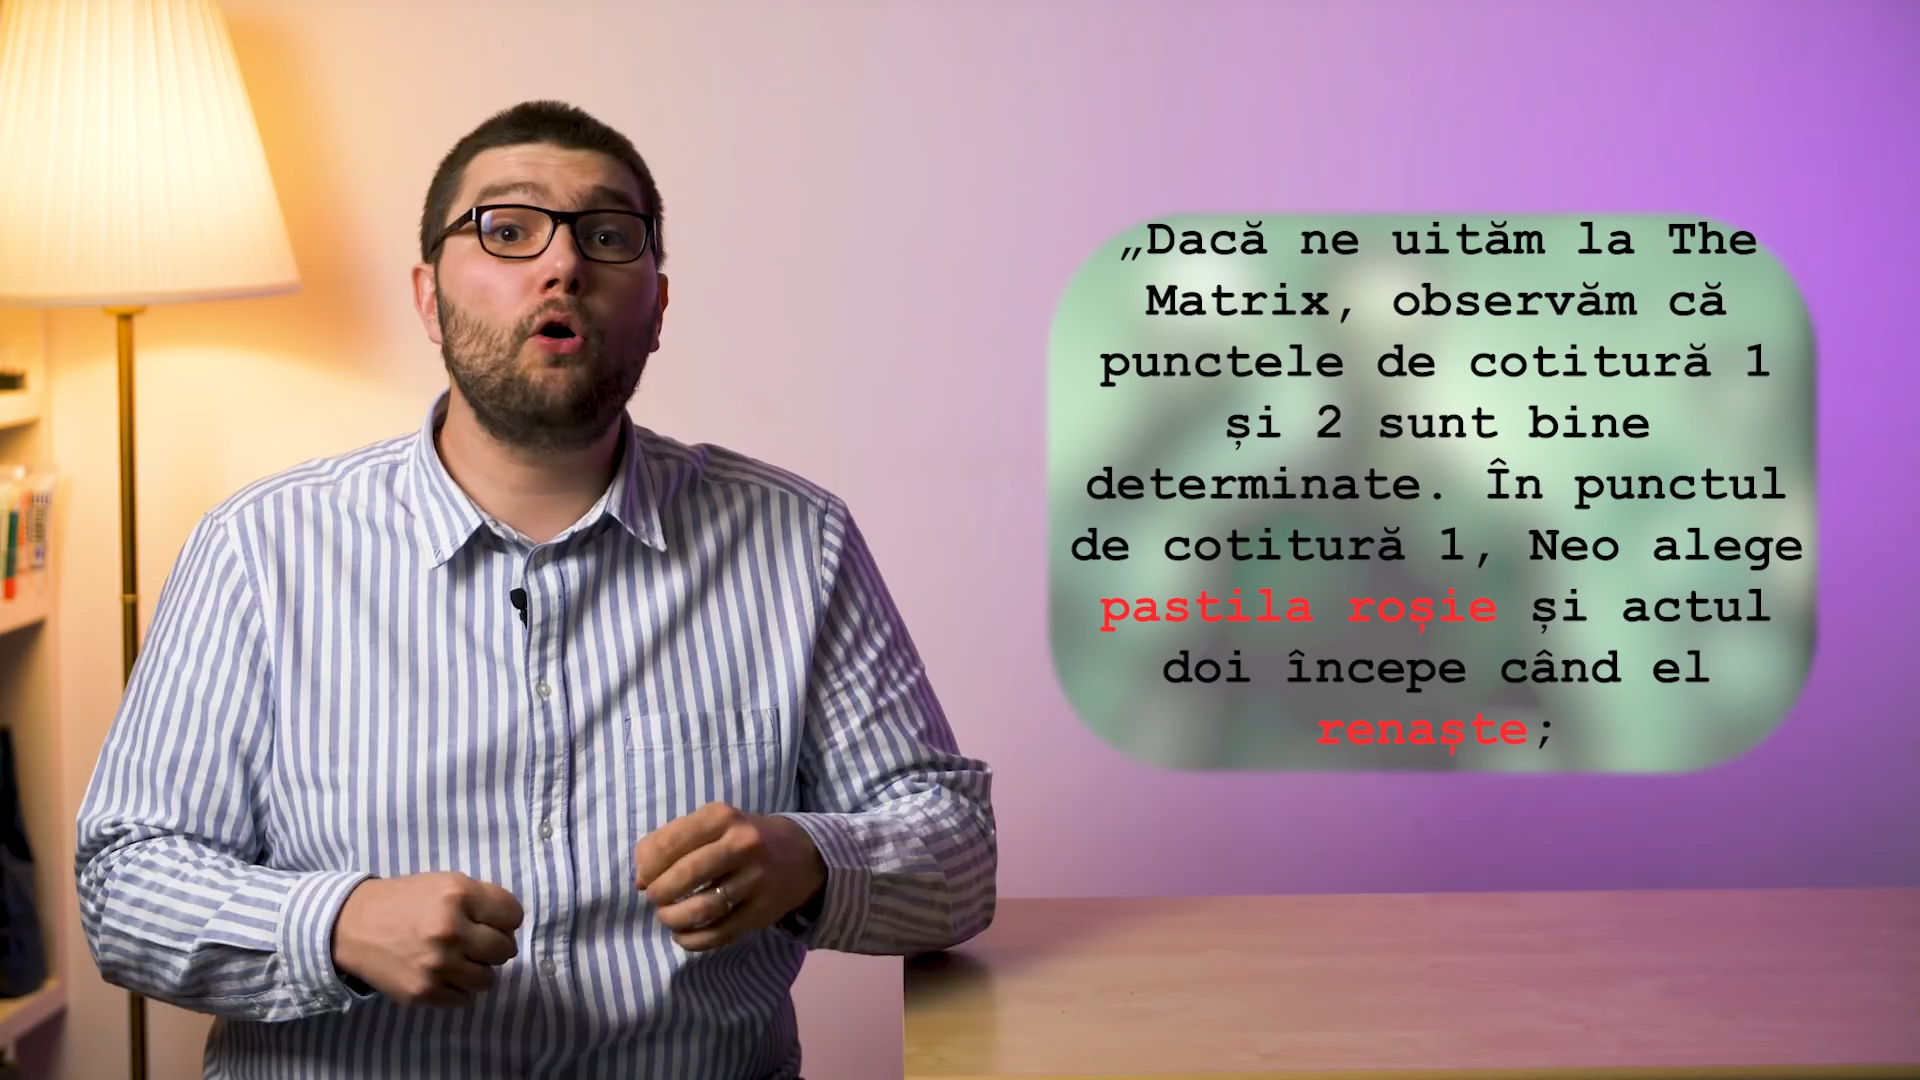 „Dacă ne uităm la The
Matrix, observăm că
punctele de cotitură 1
și 2 sunt bine
determinate. În punctul
de cotitură 1, Neo alege
pastila roșie și actul
doi începe când el
renaște;